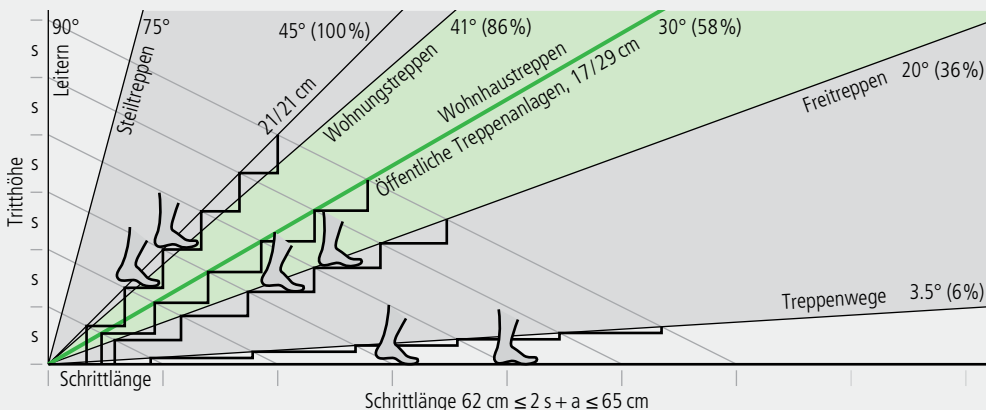 90° 75° 45° (100%) 41° (86%) 30° (58%)
Leitern
Steiltreppen
21/21 cm
Wohnungstreppen
Wohnhaustreppen
Öffentliche Treppenanlagen, 17/29 cm
Freitreppen 20° (36%)
Treppenwege 3.5° (6%)
Tritthöhe
s
s
s
s
s
s
Schrittlänge
Schrittlänge 62 cm ≤ 2 s + a ≤ 65 cm